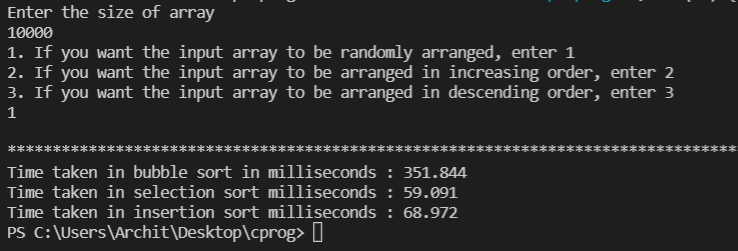 Enter the size of array
10000
1. If you want the input array to be randomly arranged, enter 1
2. If you want the input array to be arranged in increasing order, enter 2
3. If you want the input array to be arranged in descending order, enter 3
1
*********************************************************************************
Time taken in bubble sort in milliseconds : 351.844
Time taken in selection sort milliseconds : 59.091
Time taken in insertion sort milliseconds : 68.972
PS C:\Users\Archit\Desktop\cprog>